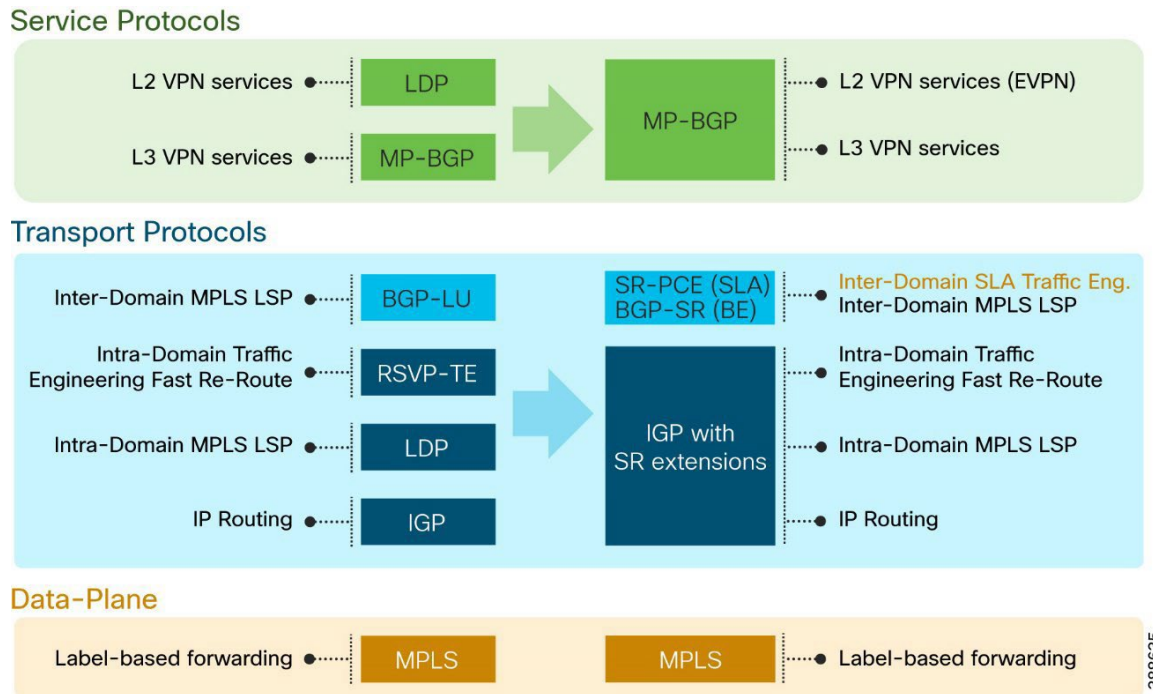 Service Protocols
L2 VPN services
LDP
MP-BGP
L2 VPN services (EVPN)
L3 VPN services
MP-BGP
L3 VPN services
Transport Protocols
Inter-Domain MPLS LSP
BGP-LU
SR-PCE (SLA)
BGP-SR (BE)
Inter-Domain SLA Traffic Eng.
Inter-Domain MPLS LSP
Intra-Domain Traffic
Engineering Fast Re-Route
RSVP-TE
IGP with
SR extensions
Intra-Domain Traffic
Engineering Fast Re-Route
Intra-Domain MPLS LSP
LDP
Intra-Domain MPLS LSP
IP Routing
IGP
IP Routing
Data-Plane
Label-based forwarding
MPLS
MPLS
Label-based forwarding